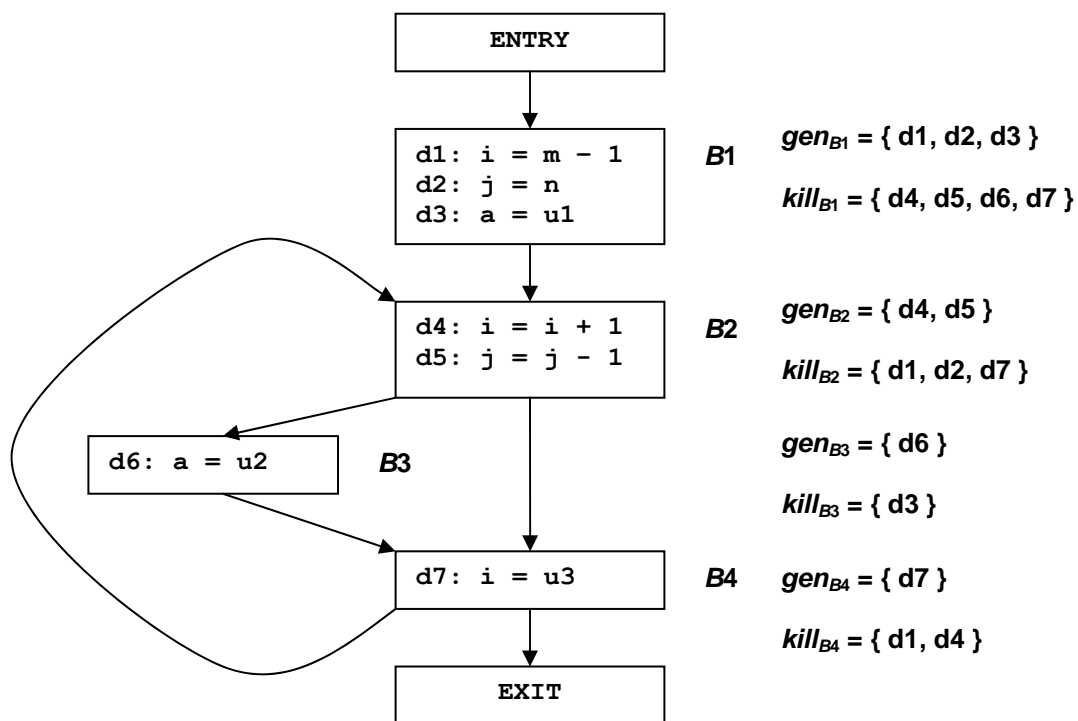 ENTRY
d1: i = m – 1
d2: j = n
d3: a = u1
B1
gen_B1 = { d1, d2, d3 }
kill_B1 = { d4, d5, d6, d7 }
d4: i = i + 1
d5: j = j - 1
B2
gen_B2 = { d4, d5 }
kill_B2 = { d1, d2, d7 }
d6: a = u2
B3
gen_B3 = { d6 }
kill_B3 = { d3 }
d7: i = u3
B4
gen_B4 = { d7 }
kill_B4 = { d1, d4 }
EXIT